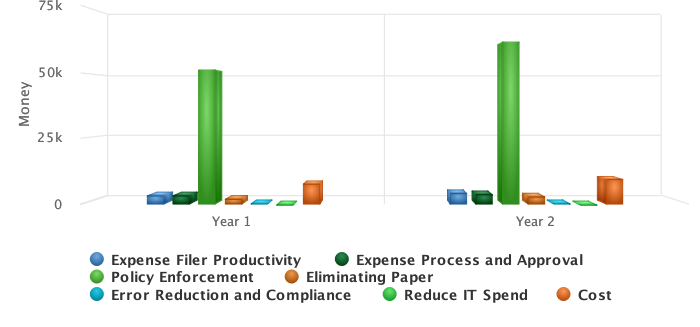 75k
50k
25k
0
Money
Year 1
Year 2
Expense Filer Productivity
Expense Process and Approval
Policy Enforcement
Eliminating Paper
Error Reduction and Compliance
Reduce IT Spend
Cost